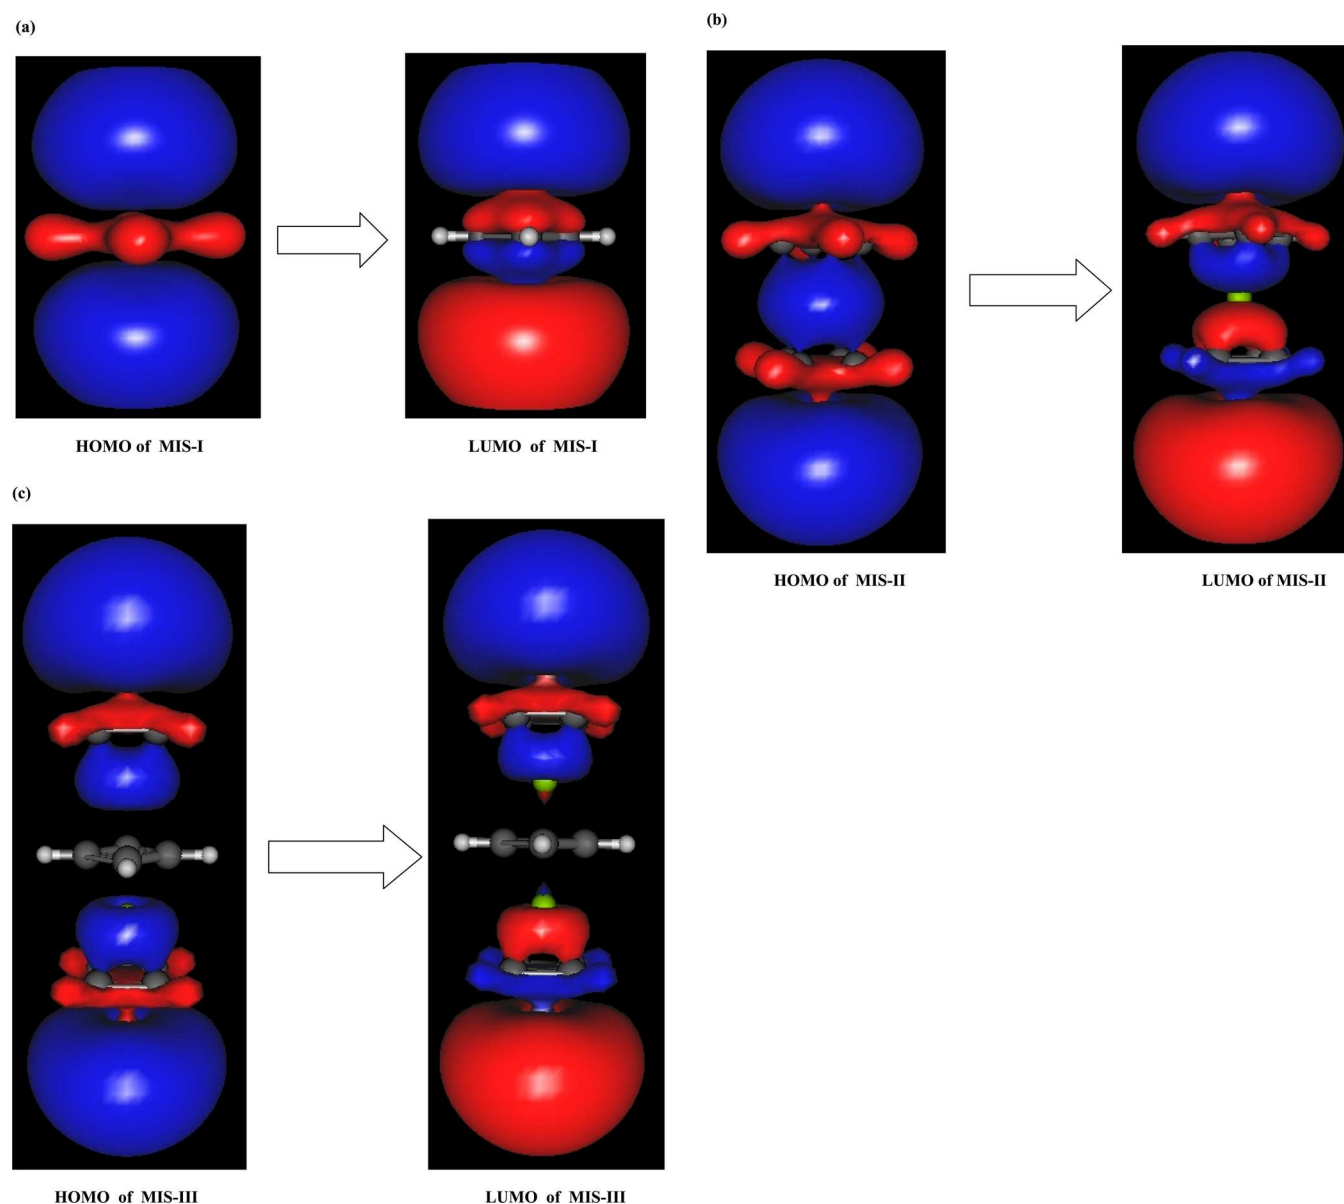 (a)
HOMO of MIS-I
LUMO of MIS-I
(b)
HOMO of MIS-II
LUMO of MIS-II
(c)
HOMO of MIS-III
LUMO of MIS-III